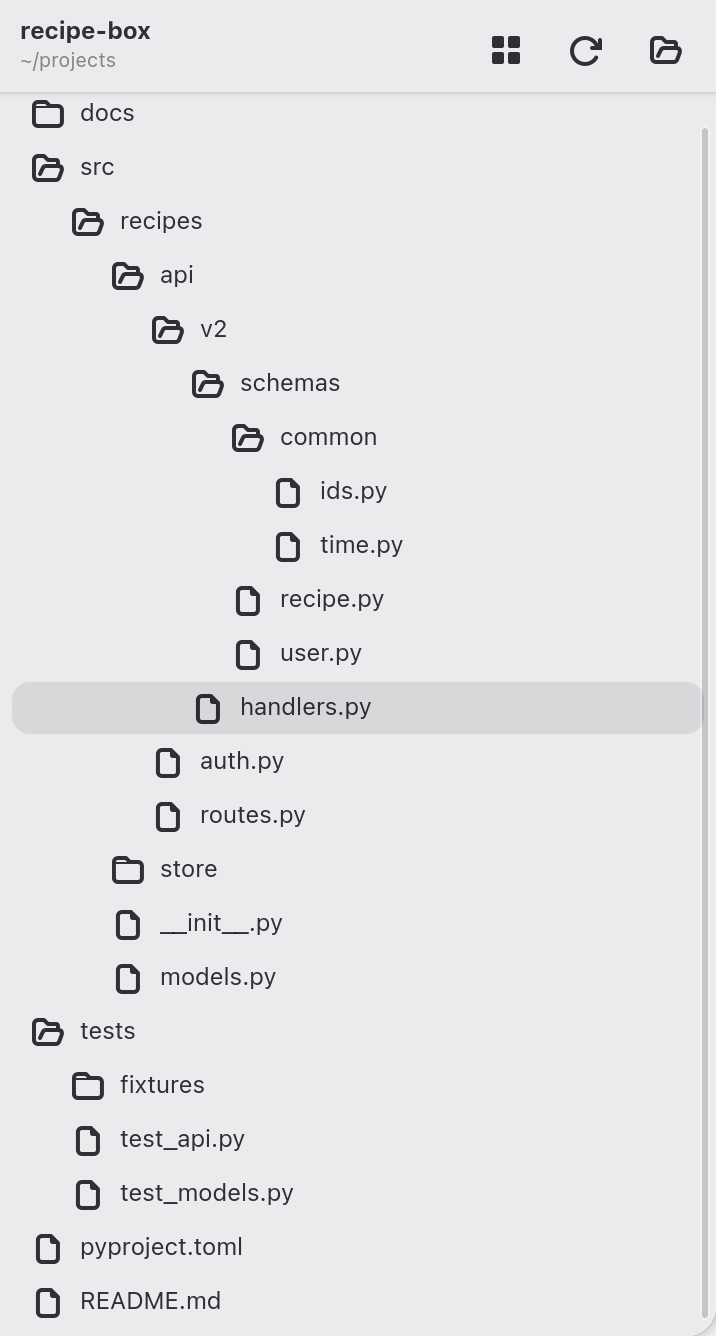 recipe-box
~/projects
docs
src
recipes
api
v2
schemas
common
ids.py
time.py
recipe.py
user.py
handlers.py
auth.py
routes.py
store
__init__.py
models.py
tests
fixtures
test_api.py
test_models.py
pyproject.toml
README.md